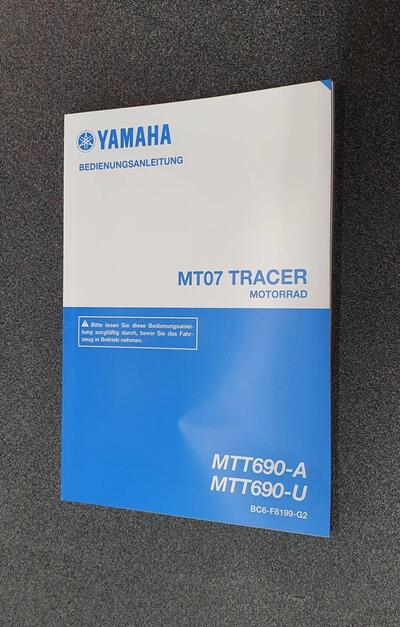 YAMAHA
BEDIENUNGSANLEITUNG
MT07 TRACER
MOTORRAD
Bitte lesen Sie diese Bedienungsanlei-
tung sorgfältig durch, bevor Sie das Fahr-
zeug in Betrieb nehmen.
MTT690-A
MTT690-U
BC6-F8199-G2